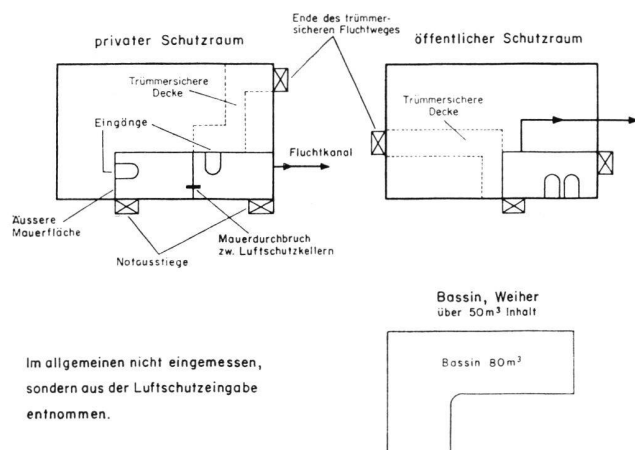 privater Schutzraum
Ende des trümmer-
sicheren Fluchtweges
öffentlicher Schutzraum
Trümmersichere
Decke
Trümmersichere
Decke
Eingänge
Fluchtkanal
Äussere
Mauerfläche
Notausstiege
Mauerdurchbruch
zw. Luftschutzkellern
Bassin, Weiher
über 50m³ Inhalt
Bassin 80m³
Im allgemeinen nicht eingemessen,
sondern aus der Luftschutzeingabe
entnommen.